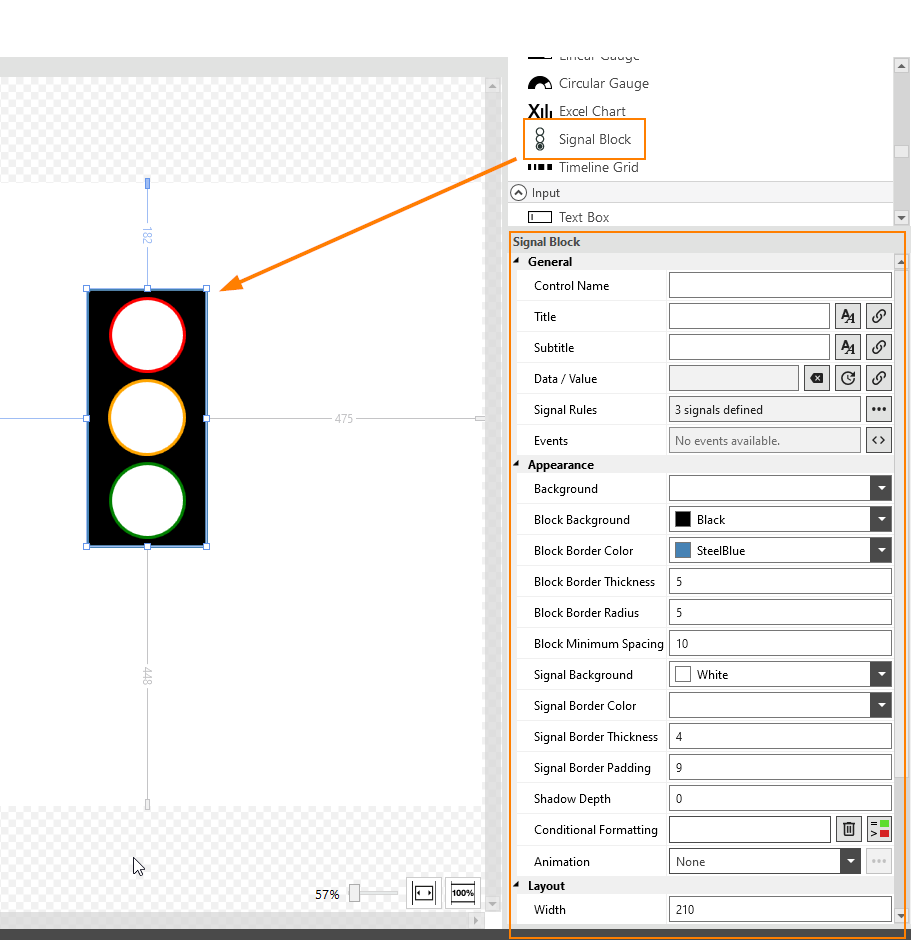 Linear Gauge
Circular Gauge
Excel Chart
Signal Block
Timeline Grid
Input
Text Box
182
475
448
57%
100%
Signal Block
General
Control Name
Title
Subtitle
Data / Value
Signal Rules 3 signals defined
Events No events available.
Appearance
Background
Block Background Black
Block Border Color SteelBlue
Block Border Thickness 5
Block Border Radius 5
Block Minimum Spacing 10
Signal Background White
Signal Border Color
Signal Border Thickness 4
Signal Border Padding 9
Shadow Depth 0
Conditional Formatting
Animation None
Layout
Width 210